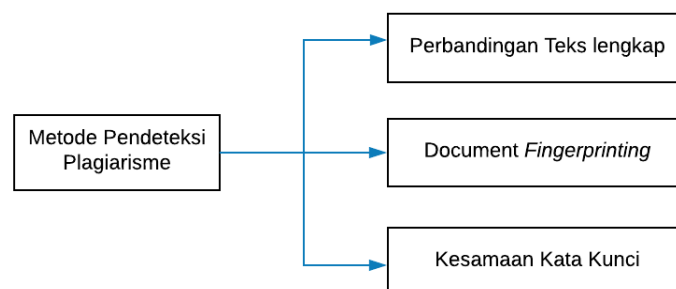 Perbandingan Teks lengkap
Metode Pendeteksi
Plagiarisme
Document Fingerprinting
Kesamaan Kata Kunci